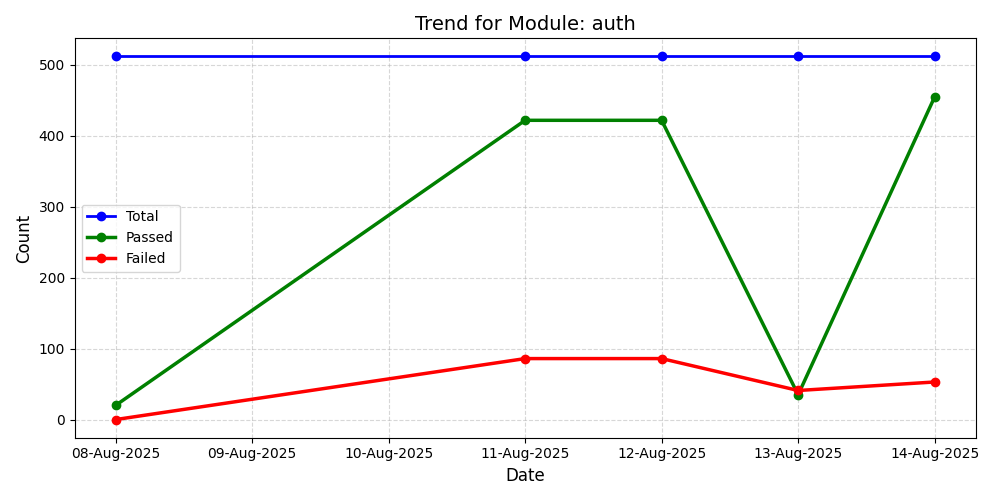 Trend for Module: auth
500
400
300
200
100
0
Count
Total
Passed
Failed
08-Aug-2025
09-Aug-2025
10-Aug-2025
11-Aug-2025
12-Aug-2025
13-Aug-2025
14-Aug-2025
Date